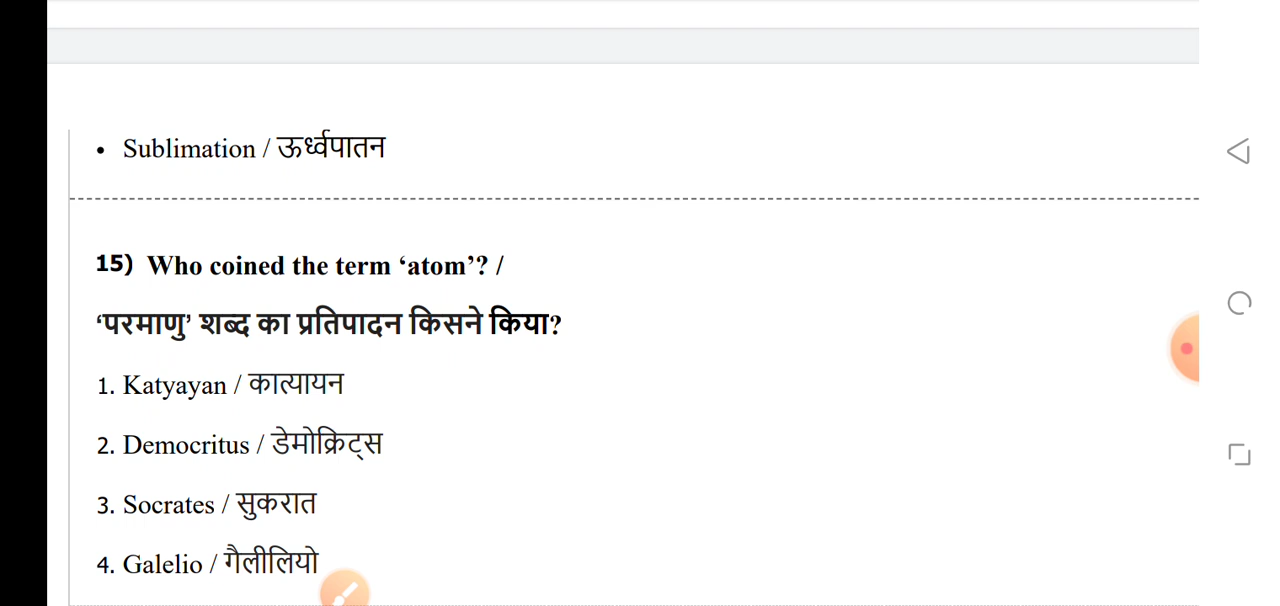 • Sublimation / ऊर्ध्वपातन
15) Who coined the term ‘atom’? /
‘परमाणु’ शब्द का प्रतिपादन किसने किया?
1. Katyayan / कात्यायन
2. Democritus / डेमोक्रिट्स
3. Socrates / सुकरात
4. Galelio / गैलीलियो